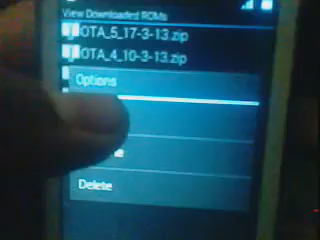 View Downloaded ROMs
OTA_5_17-3-13.zip
OTA_4_10-3-13.zip
Options
Delete